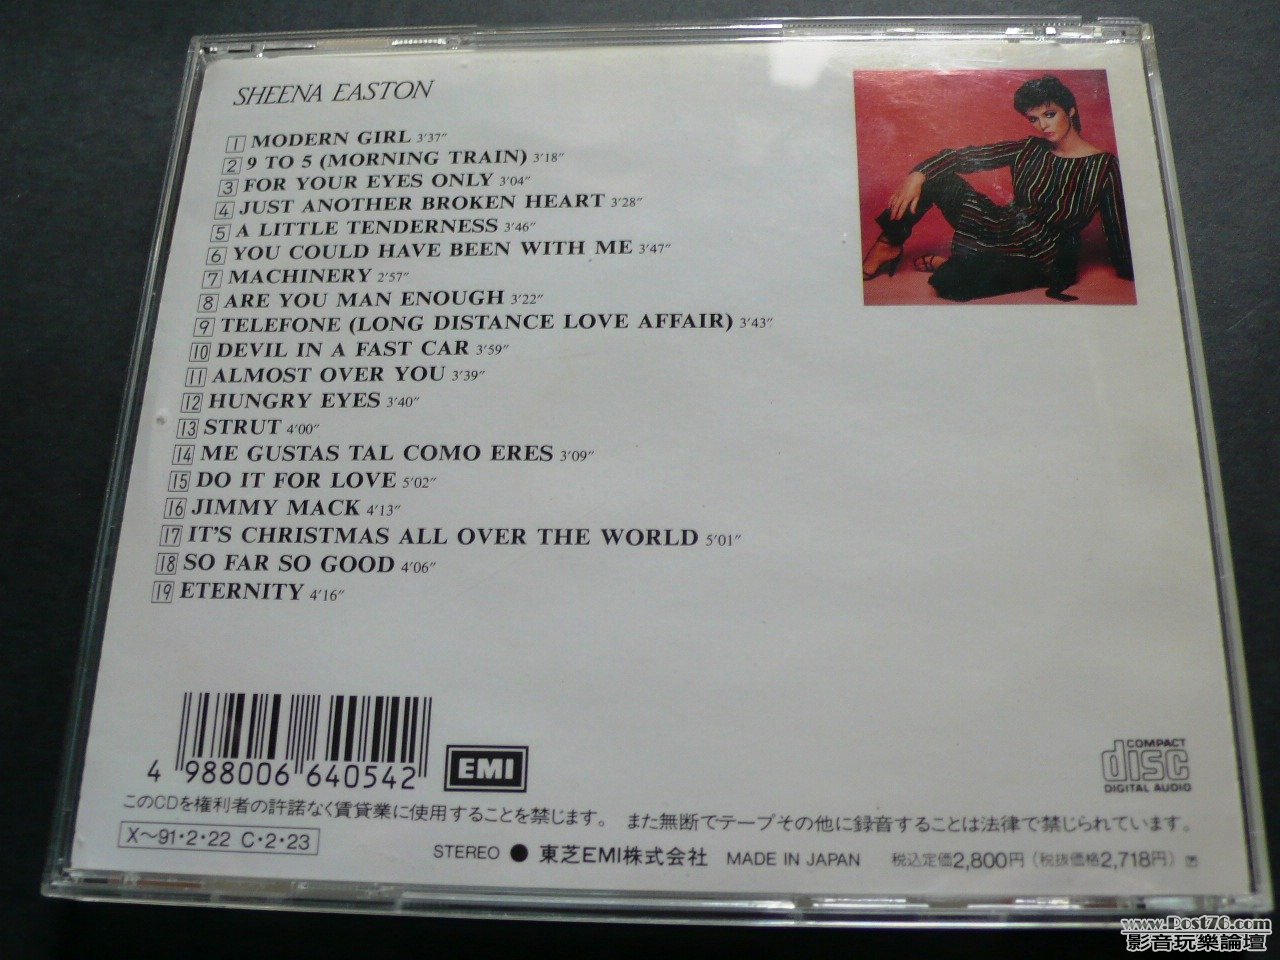 SHEENA EASTON
1 MODERN GIRL 3'37"
2 9 TO 5 (MORNING TRAIN) 3'18"
3 FOR YOUR EYES ONLY 3'04"
4 JUST ANOTHER BROKEN HEART 3'28"
5 A LITTLE TENDERNESS 3'46"
6 YOU COULD HAVE BEEN WITH ME 3'47"
7 MACHINERY 2'57"
8 ARE YOU MAN ENOUGH 3'22"
9 TELEFONE (LONG DISTANCE LOVE AFFAIR) 3'43"
10 DEVIL IN A FAST CAR 3'59"
11 ALMOST OVER YOU 3'39"
12 HUNGRY EYES 3'40"
13 STRUT 4'00"
14 ME GUSTAS TAL COMO ERES 3'09"
15 DO IT FOR LOVE 5'02"
16 JIMMY MACK 4'13"
17 IT'S CHRISTMAS ALL OVER THE WORLD 5'01"
18 SO FAR SO GOOD 4'06"
19 ETERNITY 4'16"
4 988006 640542
EMI
COMPACT
disc
DIGITAL AUDIO
このCDを権利者の許諾なく賃貸業に使用することを禁じます。 また無断でテープその他に録音することは法律で禁じられています。
X〜91・2・22 C・2・23
STEREO ● 東芝EMI株式会社 MADE IN JAPAN 税込定価2,800円(税抜価格2,718円)
www.Post76.com
影音玩樂論壇